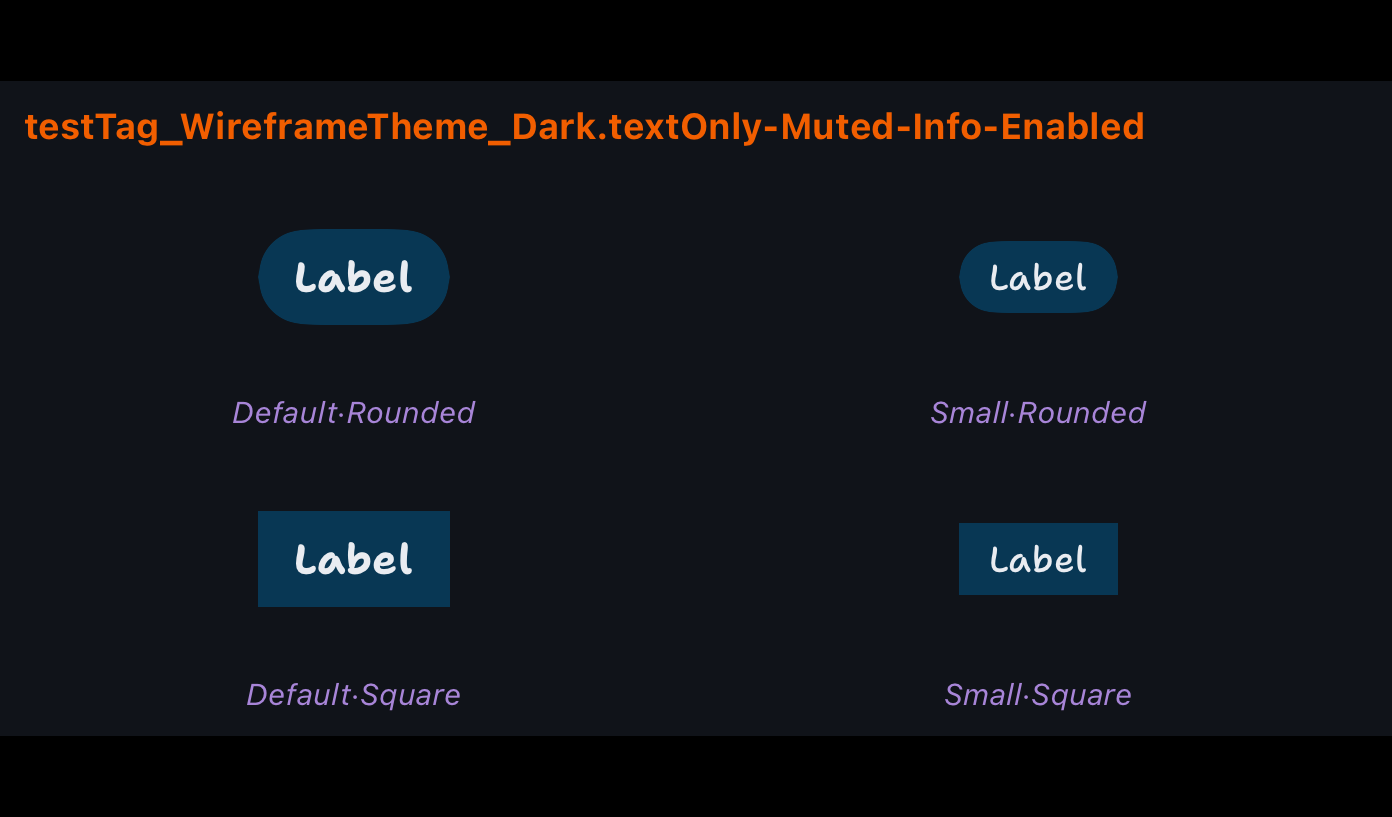 testTag_WireframeTheme_Dark.textOnly-Muted-Info-Enabled
Label
Label
Default·Rounded
Small·Rounded
Label
Label
Default·Square
Small·Square